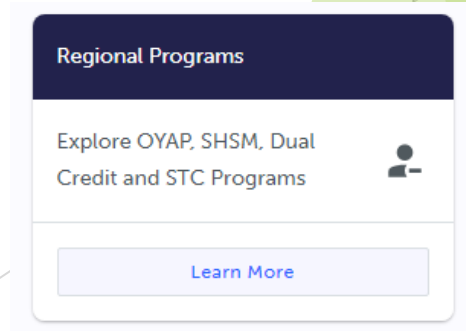 Regional Programs
Explore OYAP, SHSM, Dual
Credit and STC Programs
Learn More